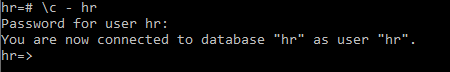 hr=# \c - hr
Password for user hr:
You are now connected to database "hr" as user "hr".
hr=>